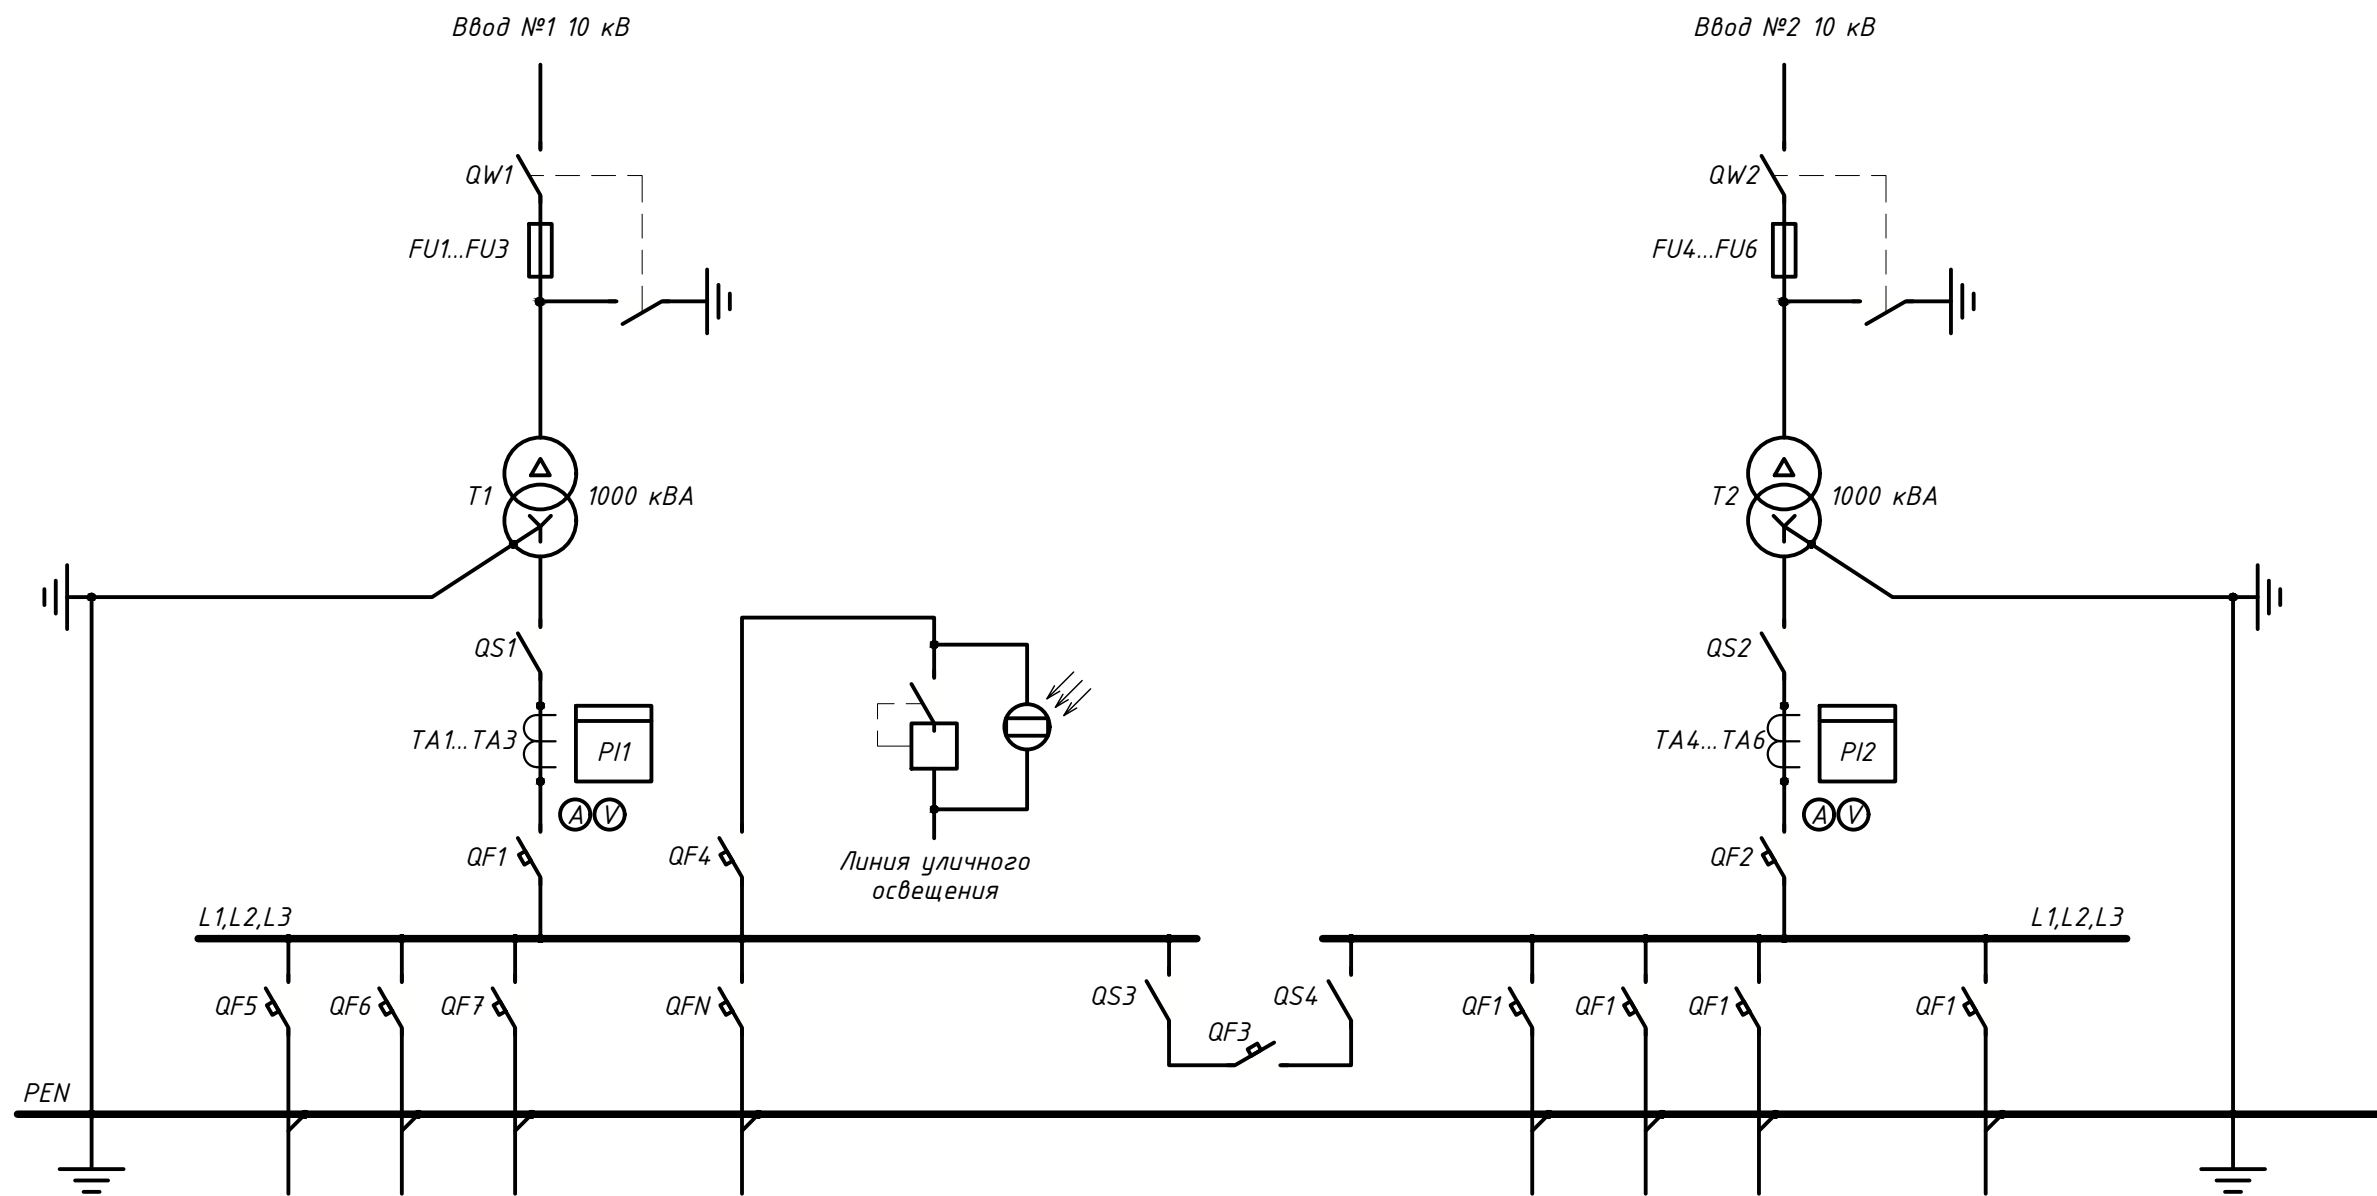 Ввод №1 10 кВ
Ввод №2 10 кВ
QW1
QW2
FU1...FU3
FU4...FU6
T1
1000 кВА
T2
1000 кВА
QS1
QS2
TA1...TA3
PI1
TA4...TA6
PI2
A V
A V
QF1
QF4
Линия уличного
освещения
QF2
L1,L2,L3
L1,L2,L3
QF5
QF6
QF7
QFN
QS3
QS4
QF3
QF1
QF1
QF1
QF1
PEN